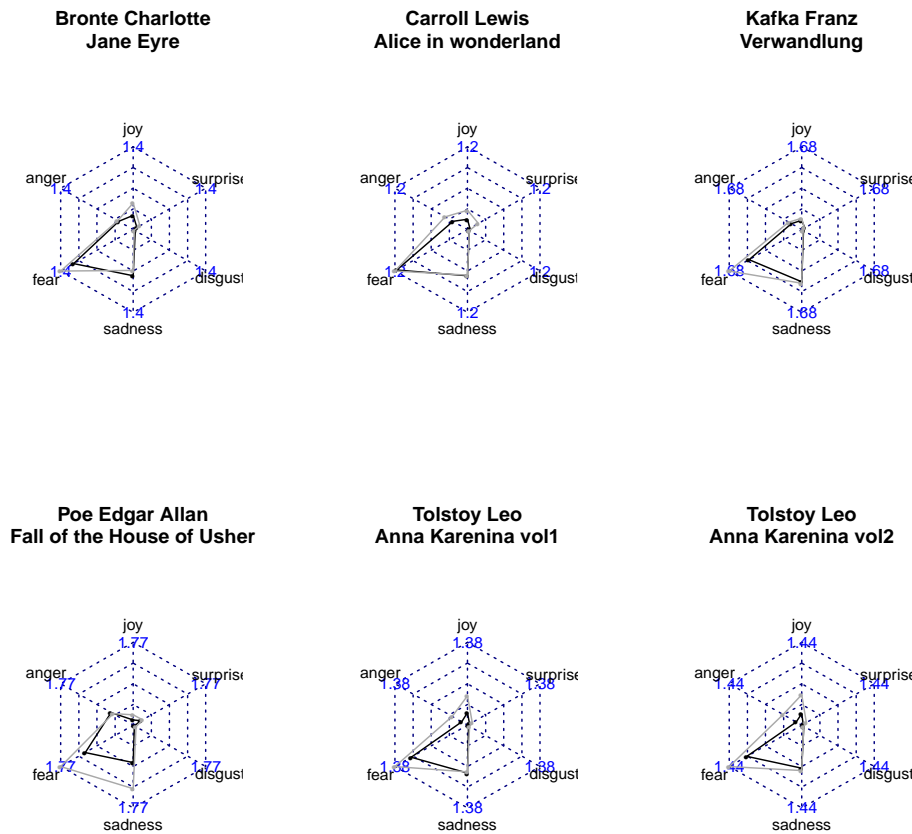 Bronte Charlotte
Jane Eyre
Carroll Lewis
Alice in wonderland
Kafka Franz
Verwandlung
joy
1.4
anger
1.4
surprise
1.4
fear
1.4
disgust
1.4
sadness
1.4
joy
1.2
anger
1.2
surprise
1.2
fear
1.2
disgust
1.2
sadness
1.2
joy
1.68
anger
1.68
surprise
1.68
fear
1.68
disgust
1.68
sadness
1.68
Poe Edgar Allan
Fall of the House of Usher
Tolstoy Leo
Anna Karenina vol1
Tolstoy Leo
Anna Karenina vol2
joy
1.77
anger
1.77
surprise
1.77
fear
1.77
disgust
1.77
sadness
1.77
joy
1.38
anger
1.38
surprise
1.38
fear
1.38
disgust
1.38
sadness
1.38
joy
1.44
anger
1.44
surprise
1.44
fear
1.44
disgust
1.44
sadness
1.44